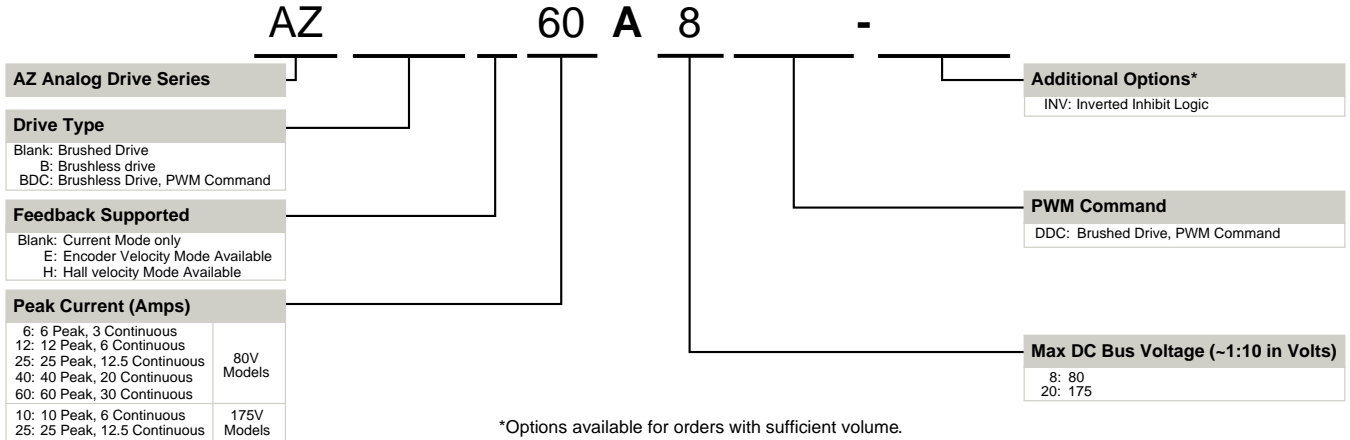 AZ 60 A 8 -
AZ Analog Drive Series
Drive Type
Blank: Brushed Drive
B: Brushless drive
BDC: Brushless Drive, PWM Command
Feedback Supported
Blank: Current Mode only
E: Encoder Velocity Mode Available
H: Hall velocity Mode Available
Peak Current (Amps)
6: 6 Peak, 3 Continuous
12: 12 Peak, 6 Continuous
25: 25 Peak, 12.5 Continuous
40: 40 Peak, 20 Continuous
60: 60 Peak, 30 Continuous
80V
Models
10: 10 Peak, 6 Continuous
25: 25 Peak, 12.5 Continuous
175V
Models
Additional Options*
INV: Inverted Inhibit Logic
PWM Command
DDC: Brushed Drive, PWM Command
Max DC Bus Voltage (~1:10 in Volts)
8: 80
20: 175
*Options available for orders with sufficient volume.